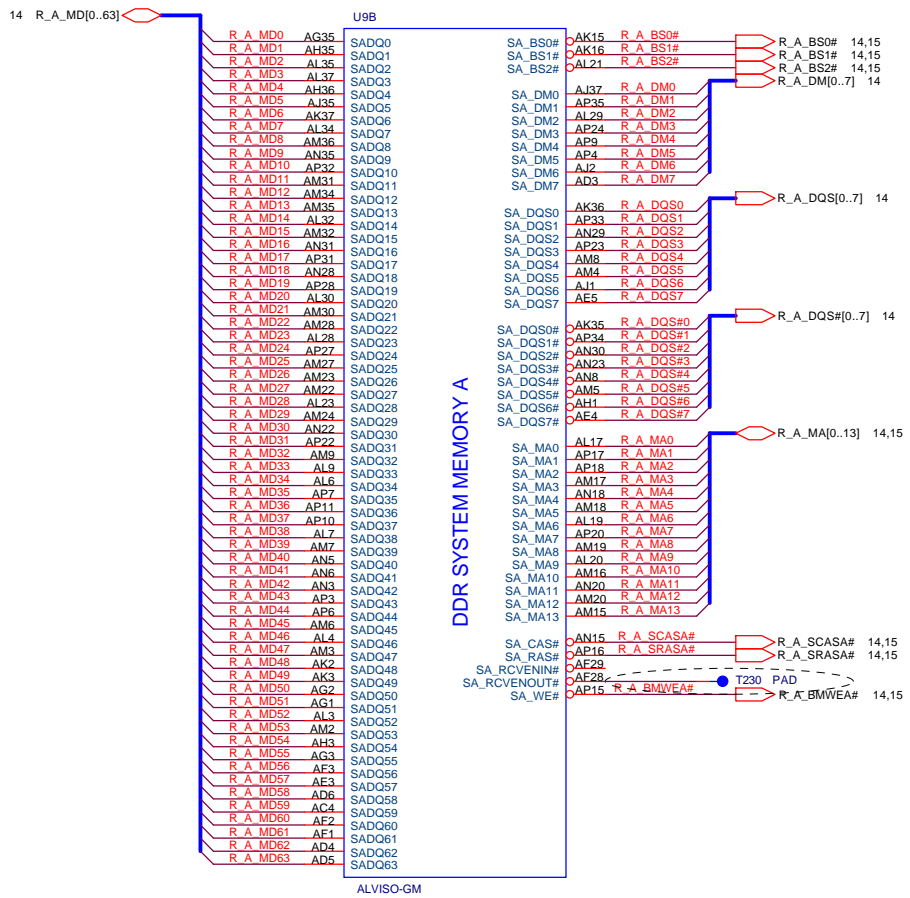 14 R_A_MD[0..63]
U9B
R_A_MD0 AG35 SADQ0
R_A_MD1 AH35 SADQ1
R_A_MD2 AL35 SADQ2
R_A_MD3 AL37 SADQ3
R_A_MD4 AH36 SADQ4
R_A_MD5 AJ35 SADQ5
R_A_MD6 AK37 SADQ6
R_A_MD7 AL34 SADQ7
R_A_MD8 AM36 SADQ8
R_A_MD9 AN35 SADQ9
R_A_MD10 AP32 SADQ10
R_A_MD11 AM31 SADQ11
R_A_MD12 AM34 SADQ12
R_A_MD13 AM35 SADQ13
R_A_MD14 AL32 SADQ14
R_A_MD15 AM32 SADQ15
R_A_MD16 AN31 SADQ16
R_A_MD17 AP31 SADQ17
R_A_MD18 AN28 SADQ18
R_A_MD19 AP28 SADQ19
R_A_MD20 AL30 SADQ20
R_A_MD21 AM30 SADQ21
R_A_MD22 AM28 SADQ22
R_A_MD23 AL28 SADQ23
R_A_MD24 AP27 SADQ24
R_A_MD25 AM27 SADQ25
R_A_MD26 AM23 SADQ26
R_A_MD27 AM22 SADQ27
R_A_MD28 AL23 SADQ28
R_A_MD29 AM24 SADQ29
R_A_MD30 AN22 SADQ30
R_A_MD31 AP22 SADQ31
R_A_MD32 AM9 SADQ32
R_A_MD33 AL9 SADQ33
R_A_MD34 AL6 SADQ34
R_A_MD35 AP7 SADQ35
R_A_MD36 AP11 SADQ36
R_A_MD37 AP10 SADQ37
R_A_MD38 AL7 SADQ38
R_A_MD39 AM7 SADQ39
R_A_MD40 AN5 SADQ40
R_A_MD41 AN6 SADQ41
R_A_MD42 AN3 SADQ42
R_A_MD43 AP3 SADQ43
R_A_MD44 AP6 SADQ44
R_A_MD45 AM6 SADQ45
R_A_MD46 AL4 SADQ46
R_A_MD47 AM3 SADQ47
R_A_MD48 AK2 SADQ48
R_A_MD49 AK3 SADQ49
R_A_MD50 AG2 SADQ50
R_A_MD51 AG1 SADQ51
R_A_MD52 AL3 SADQ52
R_A_MD53 AM2 SADQ53
R_A_MD54 AH3 SADQ54
R_A_MD55 AG3 SADQ55
R_A_MD56 AF3 SADQ56
R_A_MD57 AE3 SADQ57
R_A_MD58 AD6 SADQ58
R_A_MD59 AC4 SADQ59
R_A_MD60 AF2 SADQ60
R_A_MD61 AF1 SADQ61
R_A_MD62 AD4 SADQ62
R_A_MD63 AD5 SADQ63
DDR SYSTEM MEMORY A
SA_BS0# AK15 R_A_BS0# R_A_BS0# 14,15
SA_BS1# AK16 R_A_BS1# R_A_BS1# 14,15
SA_BS2# AL21 R_A_BS2# R_A_BS2# 14,15
R_A_DM[0..7] 14
SA_DM0 AJ37 R_A_DM0
SA_DM1 AP35 R_A_DM1
SA_DM2 AL29 R_A_DM2
SA_DM3 AP24 R_A_DM3
SA_DM4 AP9 R_A_DM4
SA_DM5 AP4 R_A_DM5
SA_DM6 AJ2 R_A_DM6
SA_DM7 AD3 R_A_DM7
R_A_DQS[0..7] 14
SA_DQS0 AK36 R_A_DQS0
SA_DQS1 AP33 R_A_DQS1
SA_DQS2 AN29 R_A_DQS2
SA_DQS3 AP23 R_A_DQS3
SA_DQS4 AM8 R_A_DQS4
SA_DQS5 AM4 R_A_DQS5
SA_DQS6 AJ1 R_A_DQS6
SA_DQS7 AE5 R_A_DQS7
R_A_DQS#[0..7] 14
SA_DQS0# AK35 R_A_DQS#0
SA_DQS1# AP34 R_A_DQS#1
SA_DQS2# AN30 R_A_DQS#2
SA_DQS3# AN23 R_A_DQS#3
SA_DQS4# AN8 R_A_DQS#4
SA_DQS5# AM5 R_A_DQS#5
SA_DQS6# AH1 R_A_DQS#6
SA_DQS7# AE4 R_A_DQS#7
R_A_MA[0..13] 14,15
SA_MA0 AL17 R_A_MA0
SA_MA1 AP17 R_A_MA1
SA_MA2 AP18 R_A_MA2
SA_MA3 AM17 R_A_MA3
SA_MA4 AN18 R_A_MA4
SA_MA5 AM18 R_A_MA5
SA_MA6 AL19 R_A_MA6
SA_MA7 AP20 R_A_MA7
SA_MA8 AM19 R_A_MA8
SA_MA9 AL20 R_A_MA9
SA_MA10 AM16 R_A_MA10
SA_MA11 AN20 R_A_MA11
SA_MA12 AM20 R_A_MA12
SA_MA13 AM15 R_A_MA13
SA_CAS# AN15 R_A_SCASA# R_A_SCASA# 14,15
SA_RAS# AP16 R_A_SRASA# R_A_SRASA# 14,15
SA_RCVENIN# AF29
SA_RCVENOUT# AF28 T230 PAD
SA_WE# AP15 R_A_BMWEA# R_A_BMWEA# 14,15
ALVISO-GM